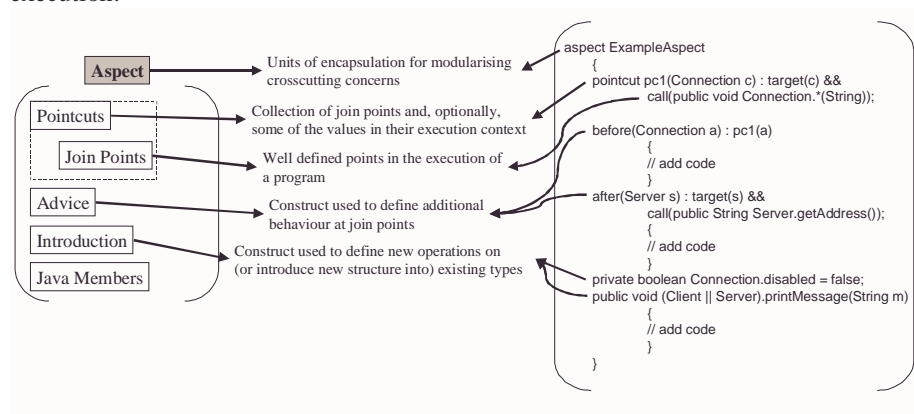 Aspect
Units of encapsulation for modularising
crosscutting concerns
Pointcuts
Collection of join points and, optionally,
some of the values in their execution context
Join Points
Well defined points in the execution of
a program
Advice
Construct used to define additional
behaviour at join points
Introduction
Construct used to define new operations on
(or introduce new structure into) existing types
Java Members
aspect ExampleAspect
{
pointcut pc1(Connection c) : target(c) &&
call(public void Connection.*(String));
before(Connection a) : pc1(a)
{
// add code
}
after(Server s) : target(s) &&
call(public String Server.getAddress());
{
// add code
}
private boolean Connection.disabled = false;
public void (Client || Server).printMessage(String m)
{
// add code
}
}